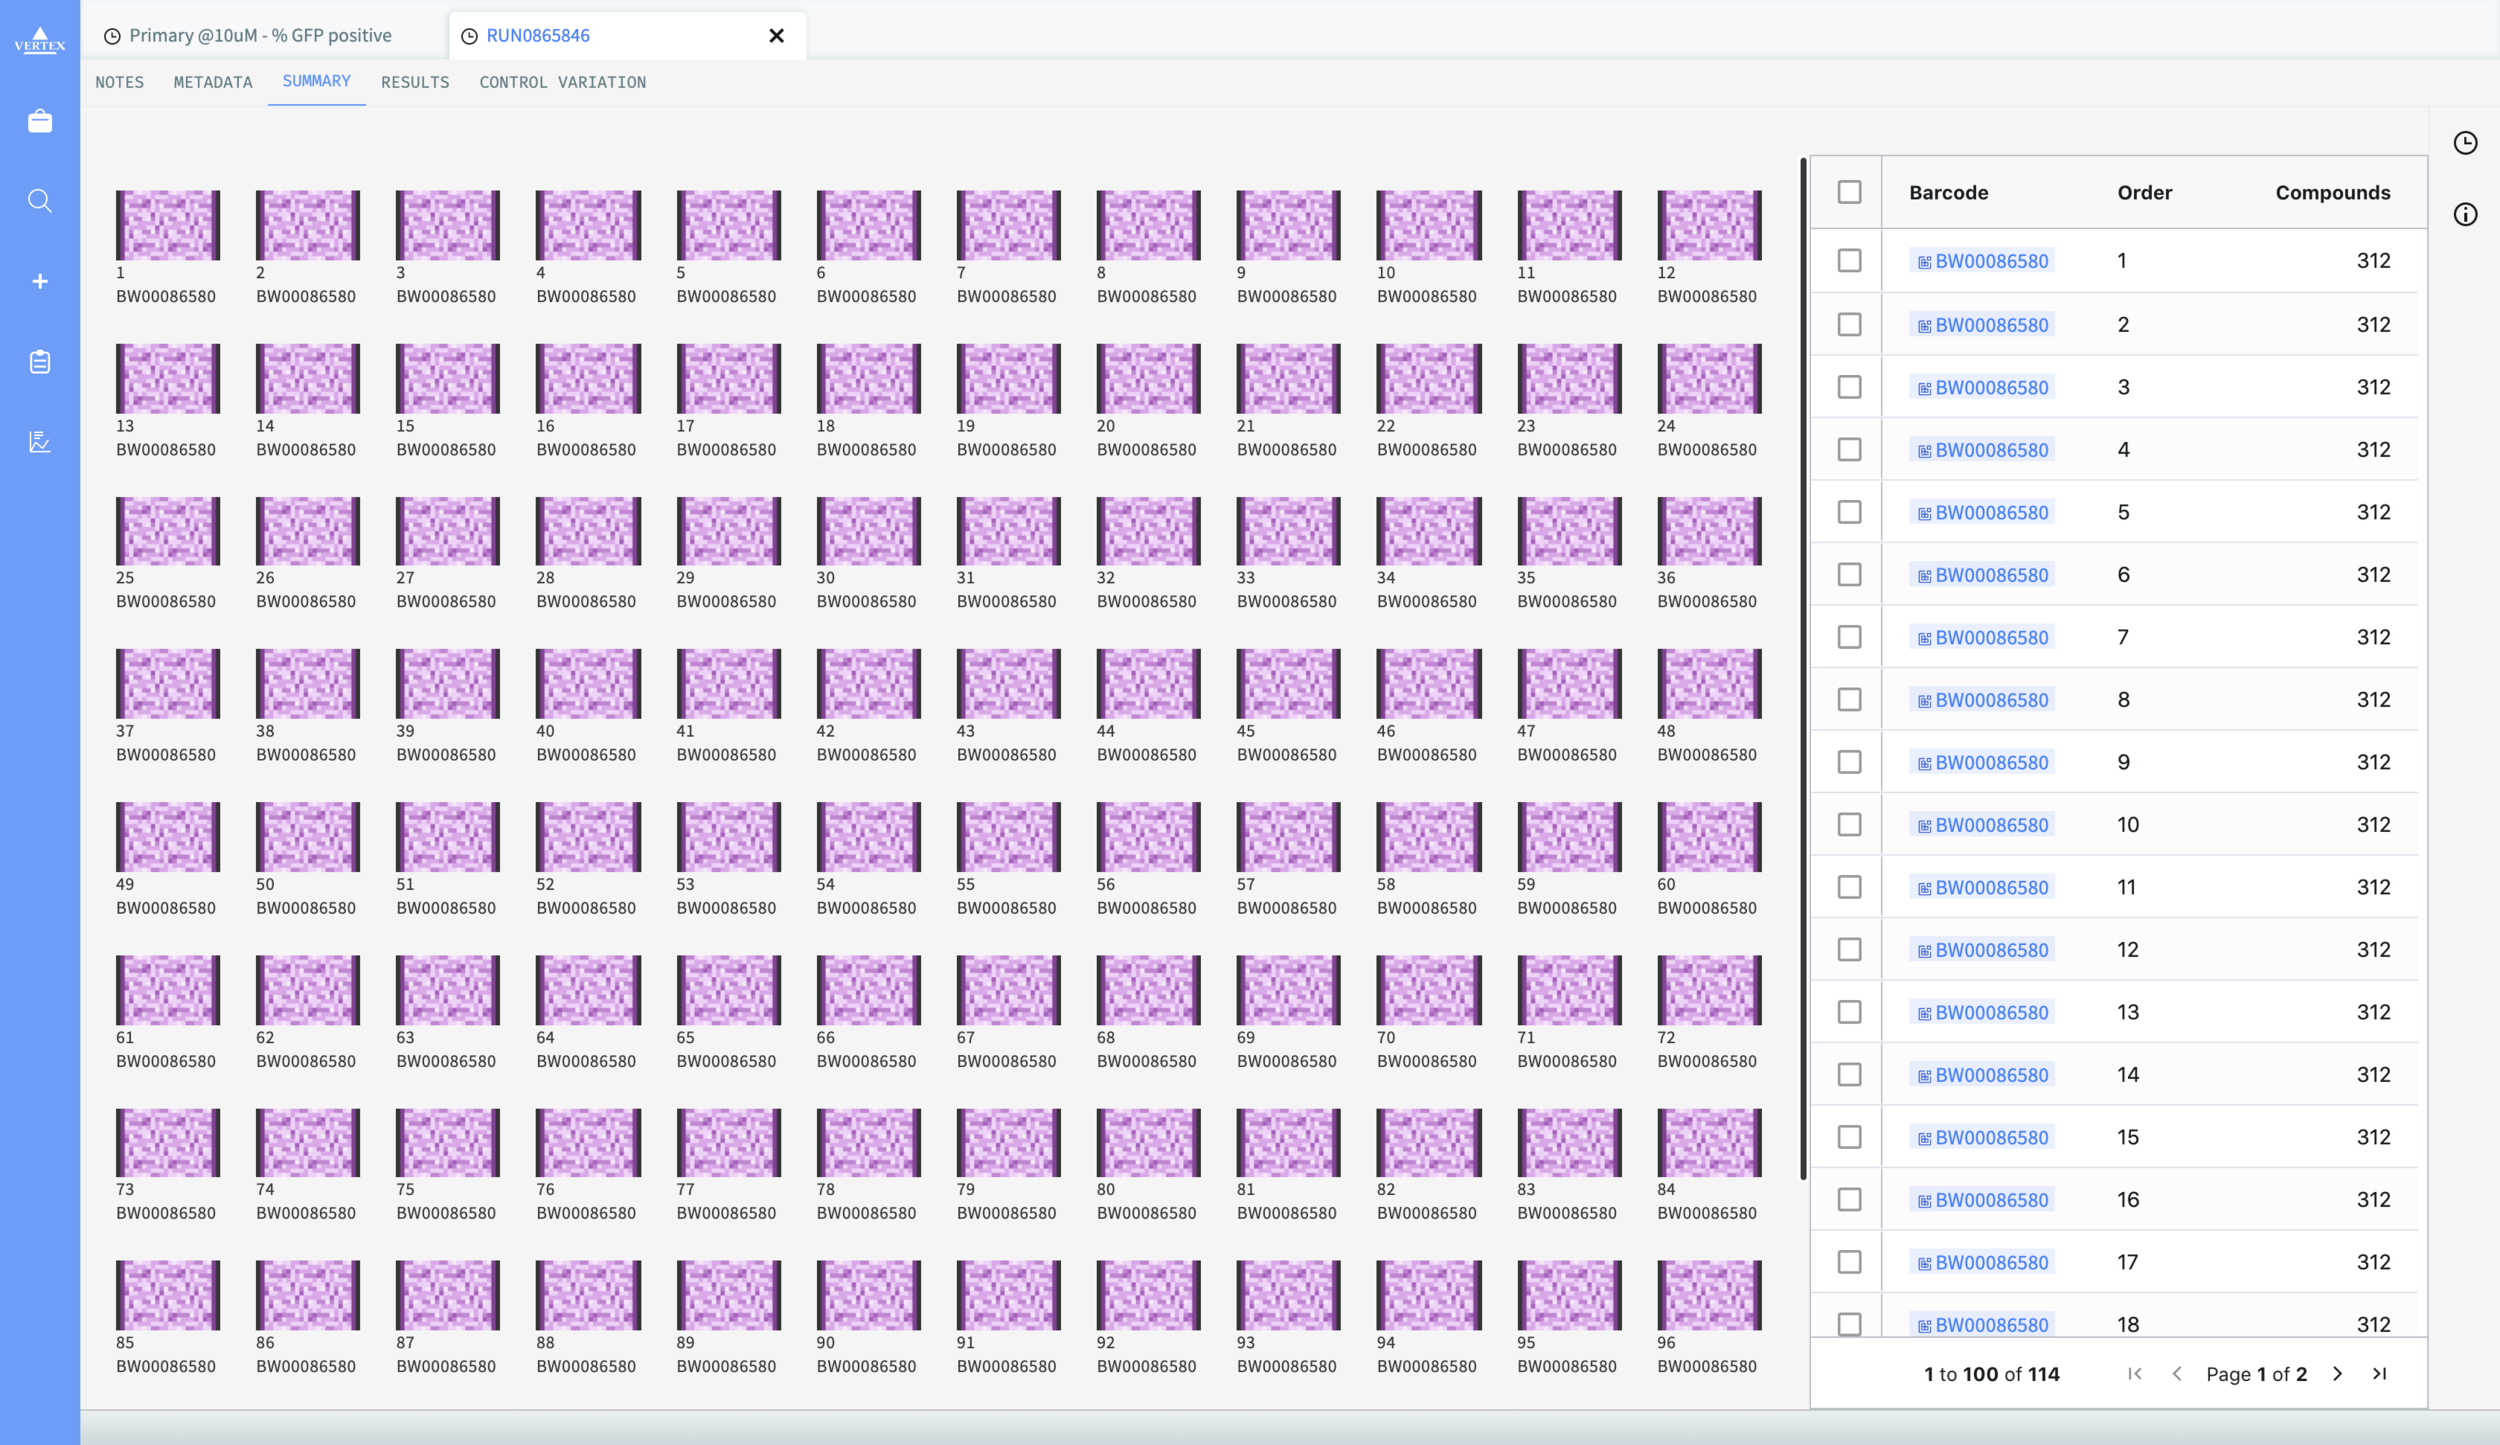 VERTEX
Primary @10uM - % GFP positive
RUN0865846
NOTES METADATA SUMMARY RESULTS CONTROL VARIATION
1 2 3 4 5 6 7 8 9 10 11 12
BW00086580 BW00086580 BW00086580 BW00086580 BW00086580 BW00086580 BW00086580 BW00086580 BW00086580 BW00086580 BW00086580 BW00086580
13 14 15 16 17 18 19 20 21 22 23 24
BW00086580 BW00086580 BW00086580 BW00086580 BW00086580 BW00086580 BW00086580 BW00086580 BW00086580 BW00086580 BW00086580 BW00086580
25 26 27 28 29 30 31 32 33 34 35 36
BW00086580 BW00086580 BW00086580 BW00086580 BW00086580 BW00086580 BW00086580 BW00086580 BW00086580 BW00086580 BW00086580 BW00086580
37 38 39 40 41 42 43 44 45 46 47 48
BW00086580 BW00086580 BW00086580 BW00086580 BW00086580 BW00086580 BW00086580 BW00086580 BW00086580 BW00086580 BW00086580 BW00086580
49 50 51 52 53 54 55 56 57 58 59 60
BW00086580 BW00086580 BW00086580 BW00086580 BW00086580 BW00086580 BW00086580 BW00086580 BW00086580 BW00086580 BW00086580 BW00086580
61 62 63 64 65 66 67 68 69 70 71 72
BW00086580 BW00086580 BW00086580 BW00086580 BW00086580 BW00086580 BW00086580 BW00086580 BW00086580 BW00086580 BW00086580 BW00086580
73 74 75 76 77 78 79 80 81 82 83 84
BW00086580 BW00086580 BW00086580 BW00086580 BW00086580 BW00086580 BW00086580 BW00086580 BW00086580 BW00086580 BW00086580 BW00086580
85 86 87 88 89 90 91 92 93 94 95 96
BW00086580 BW00086580 BW00086580 BW00086580 BW00086580 BW00086580 BW00086580 BW00086580 BW00086580 BW00086580 BW00086580 BW00086580
Barcode Order Compounds
BW00086580 1 312
BW00086580 2 312
BW00086580 3 312
BW00086580 4 312
BW00086580 5 312
BW00086580 6 312
BW00086580 7 312
BW00086580 8 312
BW00086580 9 312
BW00086580 10 312
BW00086580 11 312
BW00086580 12 312
BW00086580 13 312
BW00086580 14 312
BW00086580 15 312
BW00086580 16 312
BW00086580 17 312
BW00086580 18 312
1 to 100 of 114 Page 1 of 2